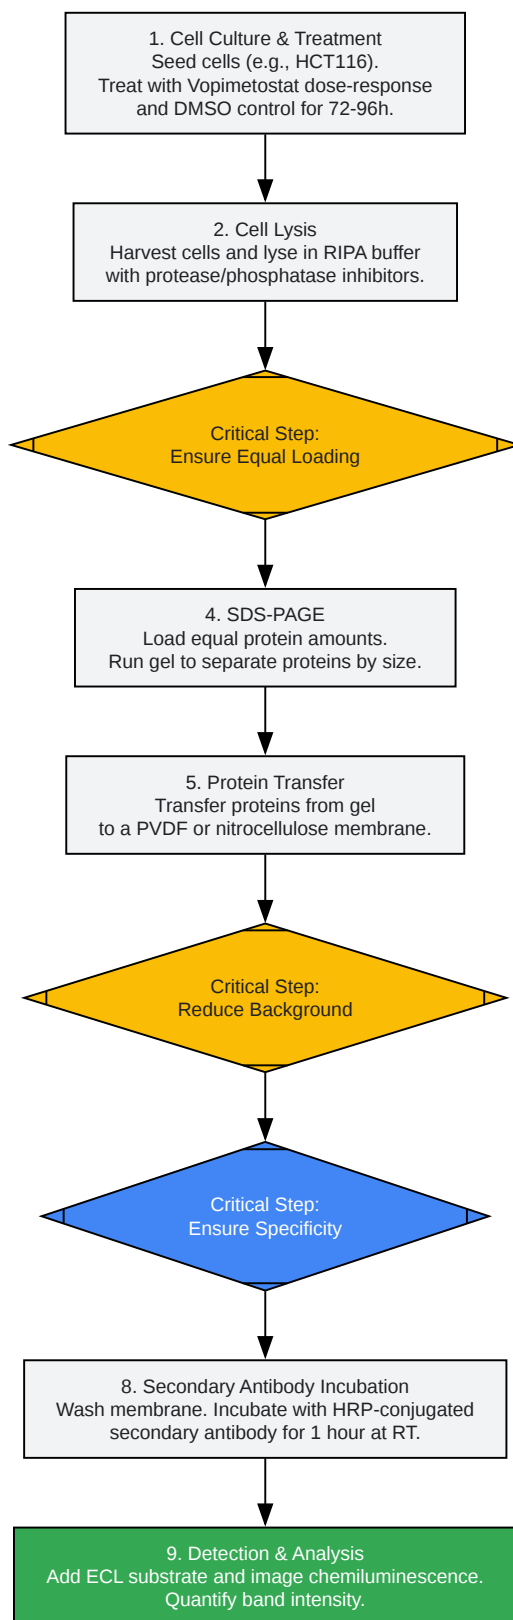 1. Cell Culture & Treatment
Seed cells (e.g., HCT116).
Treat with Vopimetostat dose-response
and DMSO control for 72-96h.
2. Cell Lysis
Harvest cells and lyse in RIPA buffer
with protease/phosphatase inhibitors.
Critical Step:
Ensure Equal Loading
4. SDS-PAGE
Load equal protein amounts.
Run gel to separate proteins by size.
5. Protein Transfer
Transfer proteins from gel
to a PVDF or nitrocellulose membrane.
Critical Step:
Reduce Background
Critical Step:
Ensure Specificity
8. Secondary Antibody Incubation
Wash membrane. Incubate with HRP-conjugated
secondary antibody for 1 hour at RT.
9. Detection & Analysis
Add ECL substrate and image chemiluminescence.
Quantify band intensity.